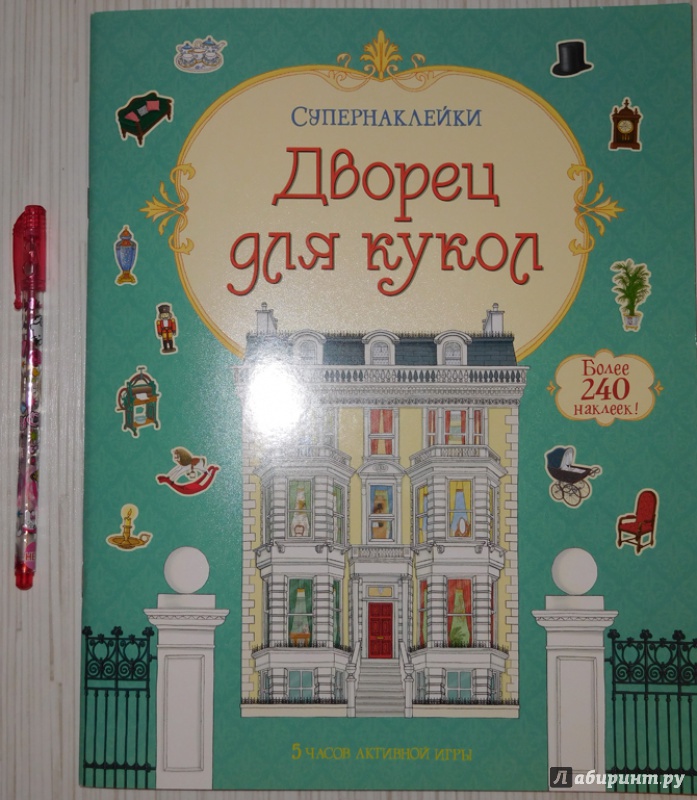 Супернаклейки
Дворец
для кукол
Более
240
наклеек!
5 часов активной игры
Лабиринт.ру